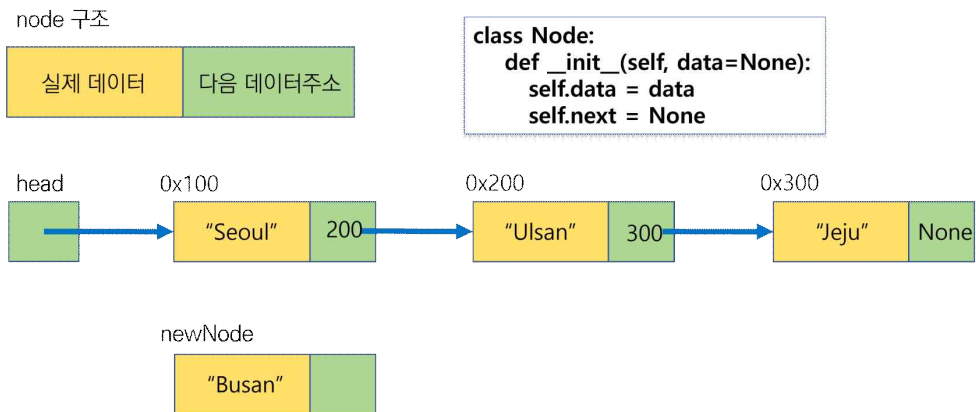 node 구조
실제 데이터 다음 데이터주소
class Node:
def __init__(self, data=None):
self.data = data
self.next = None
head 0x100 0x200 0x300
“Seoul” 200 “Ulsan” 300 “Jeju” None
newNode
“Busan”